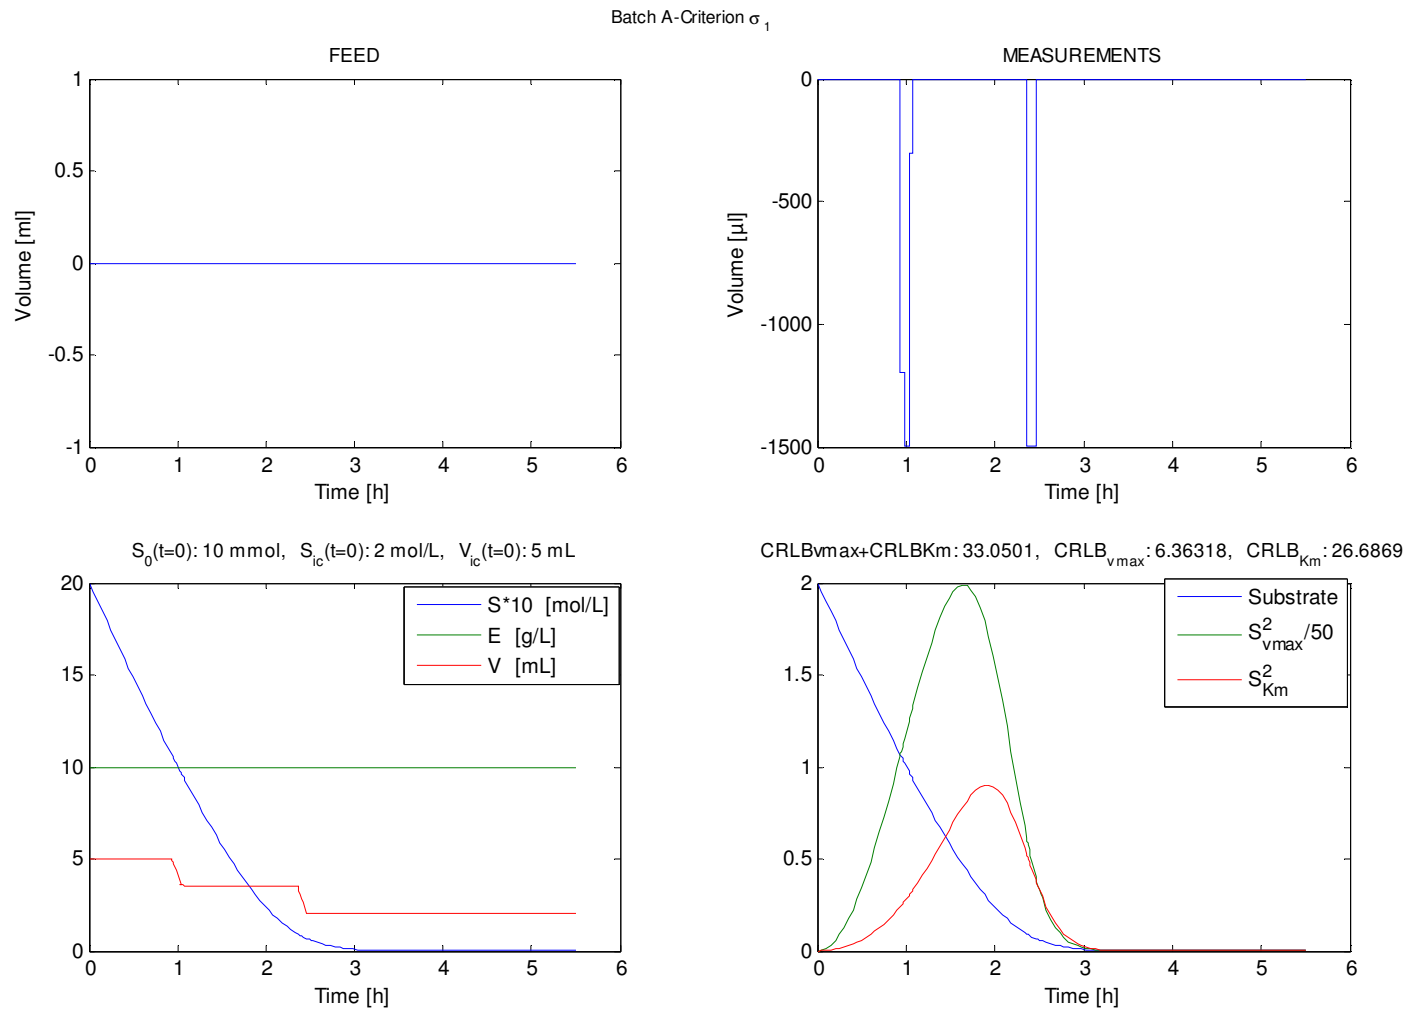 Batch A-Criterion σ1
FEED
Volume [ml]
1
0.5
0
-0.5
-1
0 1 2 3 4 5 6
Time [h]
MEASUREMENTS
Volume [µl]
0
-500
-1000
-1500
0 1 2 3 4 5 6
Time [h]
S0(t=0): 10 mmol, Sic(t=0): 2 mol/L, Vic(t=0): 5 mL
20
15
10
5
0
S*10 [mol/L]
E [g/L]
V [mL]
0 1 2 3 4 5 6
Time [h]
CRLBvmax+CRLBKm: 33.0501, CRLBvmax: 6.36318, CRLBKm: 26.6869
2
1.5
1
0.5
0
Substrate
S²vmax/50
S²Km
0 1 2 3 4 5 6
Time [h]